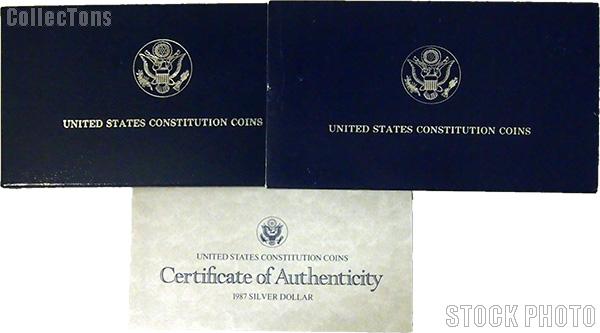 CollecTons
UNITED STATES CONSTITUTION COINS
UNITED STATES CONSTITUTION COINS
UNITED STATES CONSTITUTION COINS
Certificate of Authenticity
1987 SILVER DOLLAR
STOCK PHOTO